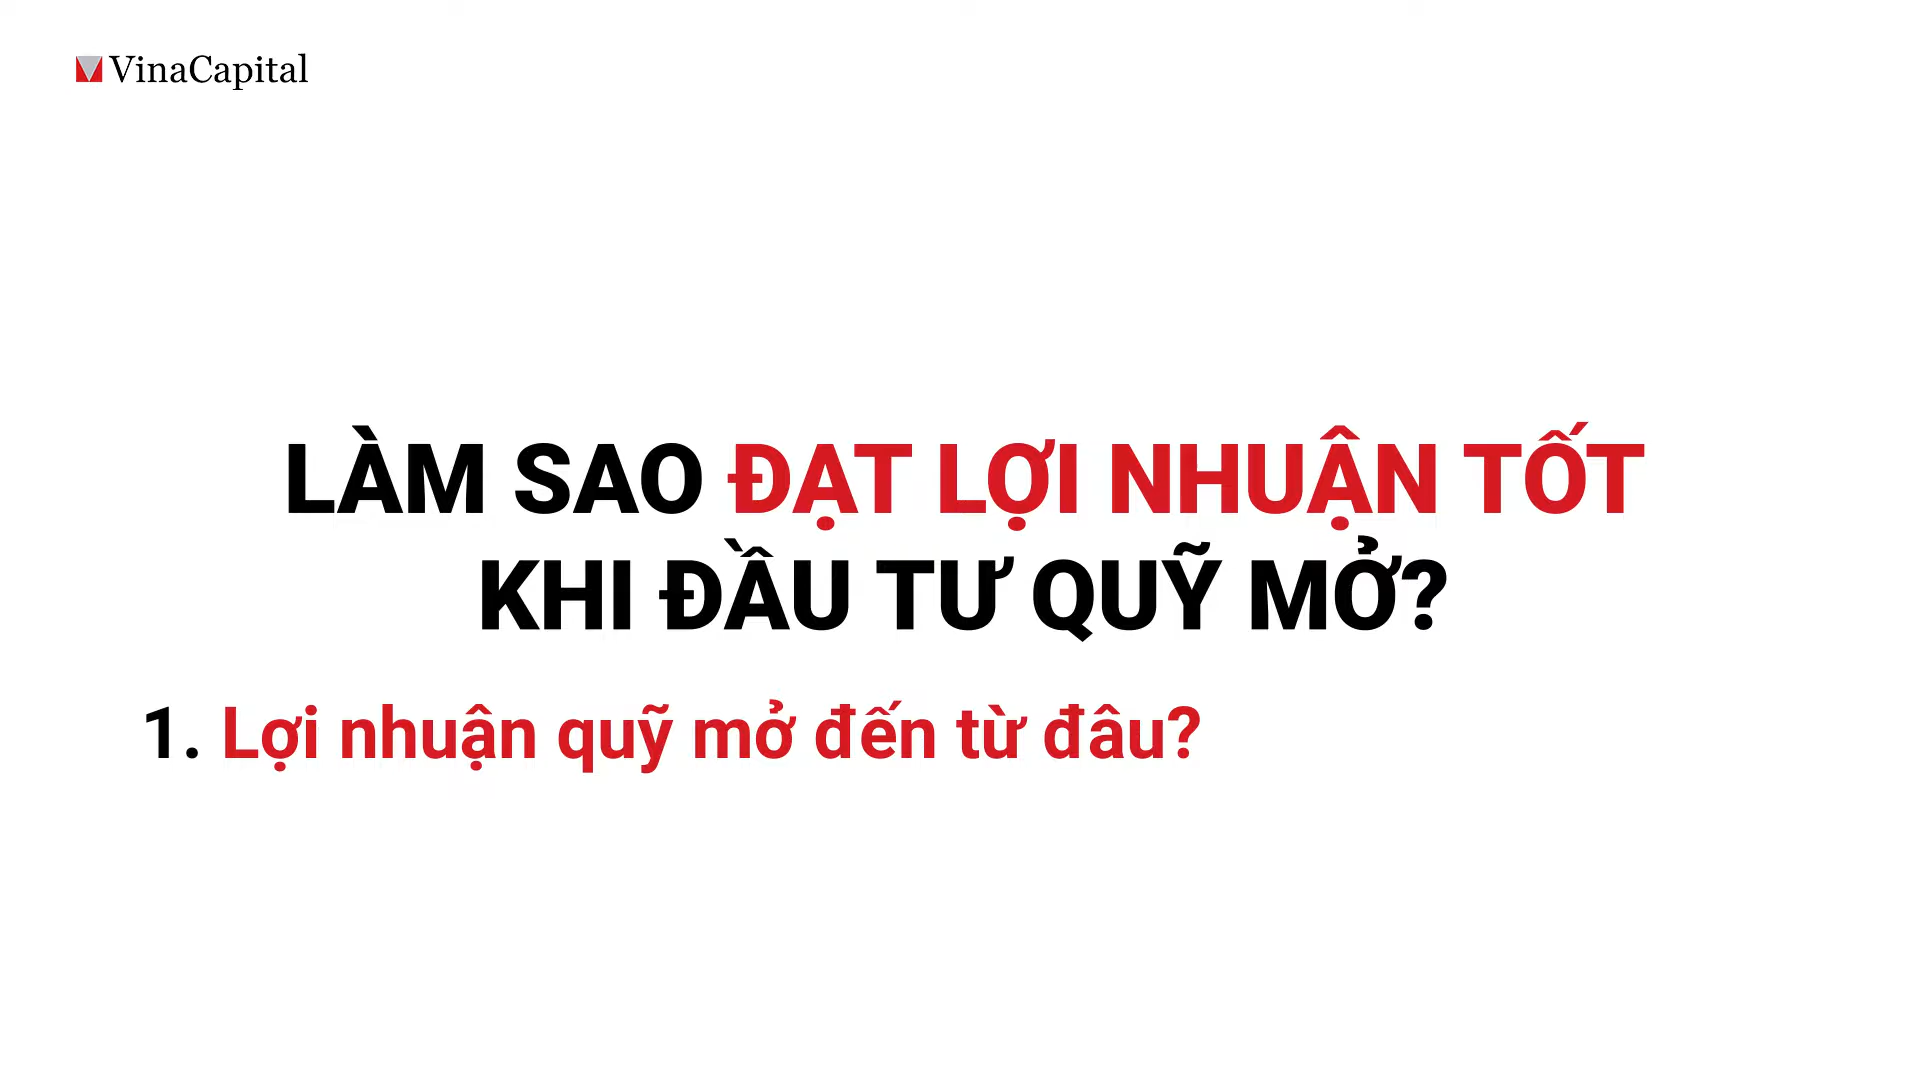 VinaCapital
LÀM SAO ĐẠT LỢI NHUẬN TỐT
KHI ĐẦU TƯ QUỸ MỞ?
1. Lợi nhuận quỹ mở đến từ đâu?